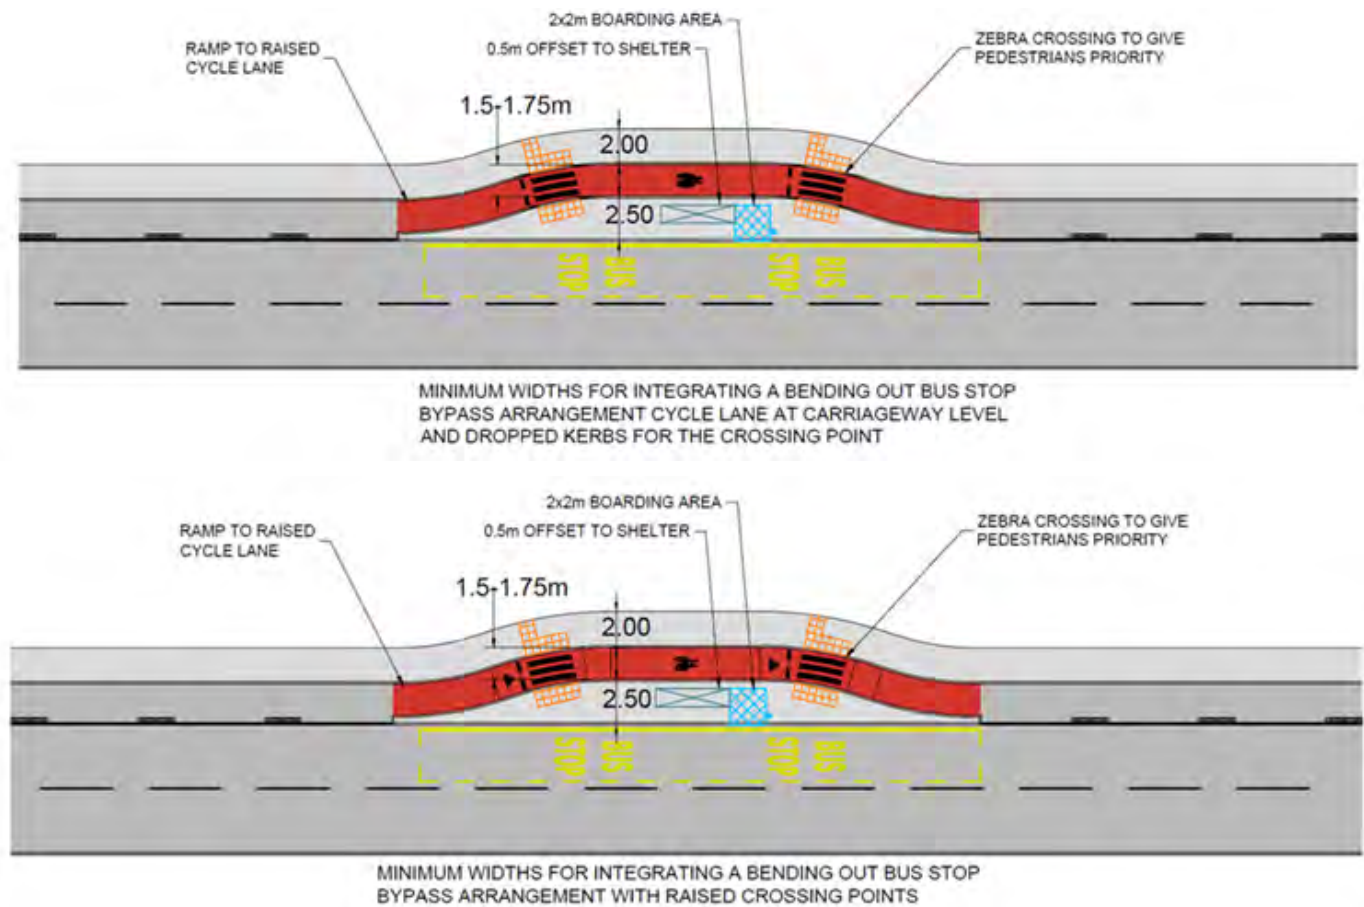 2x2m BOARDING AREA
RAMP TO RAISED
CYCLE LANE
0.5m OFFSET TO SHELTER
ZEBRA CROSSING TO GIVE
PEDESTRIANS PRIORITY
1.5-1.75m
2.00
2.50
BUS
STOP
BUS
STOP
MINIMUM WIDTHS FOR INTEGRATING A BENDING OUT BUS STOP
BYPASS ARRANGEMENT CYCLE LANE AT CARRIAGEWAY LEVEL
AND DROPPED KERBS FOR THE CROSSING POINT
2x2m BOARDING AREA
RAMP TO RAISED
CYCLE LANE
0.5m OFFSET TO SHELTER
ZEBRA CROSSING TO GIVE
PEDESTRIANS PRIORITY
1.5-1.75m
2.00
2.50
BUS
STOP
BUS
STOP
MINIMUM WIDTHS FOR INTEGRATING A BENDING OUT BUS STOP
BYPASS ARRANGEMENT WITH RAISED CROSSING POINTS